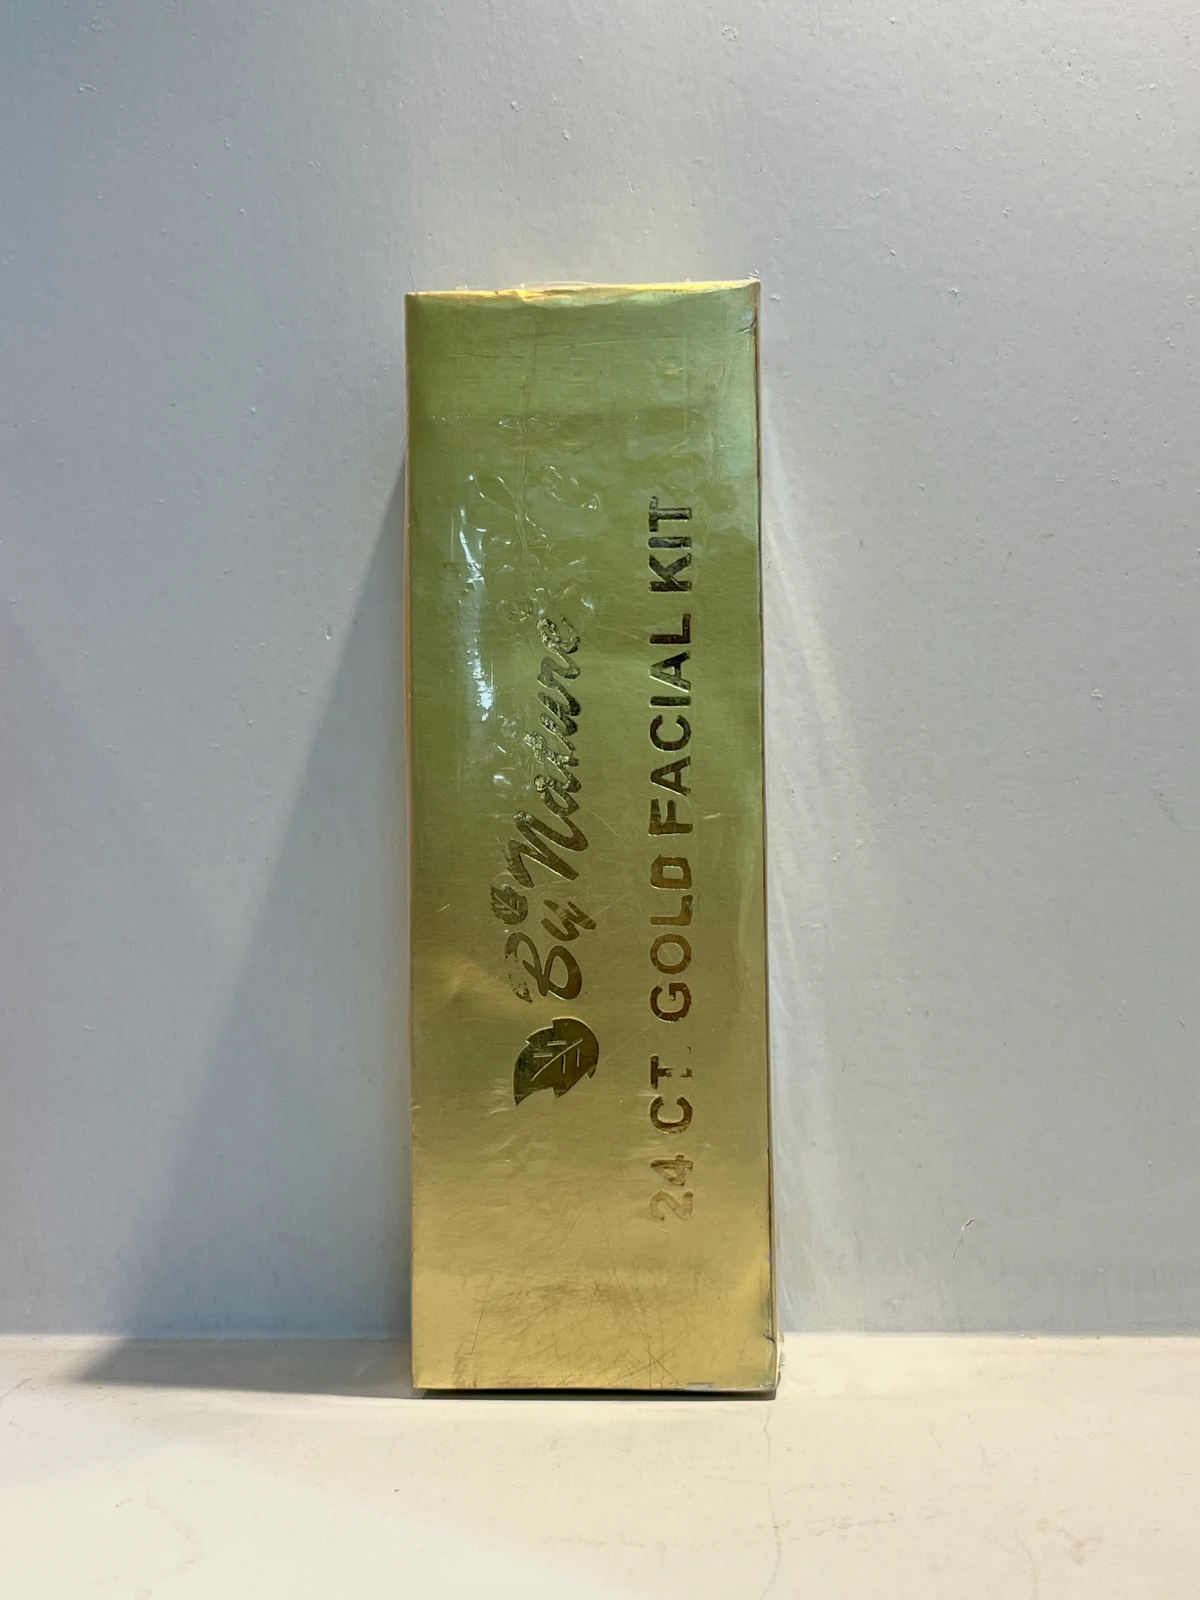 By Nature®
24 CT. GOLD FACIAL KIT